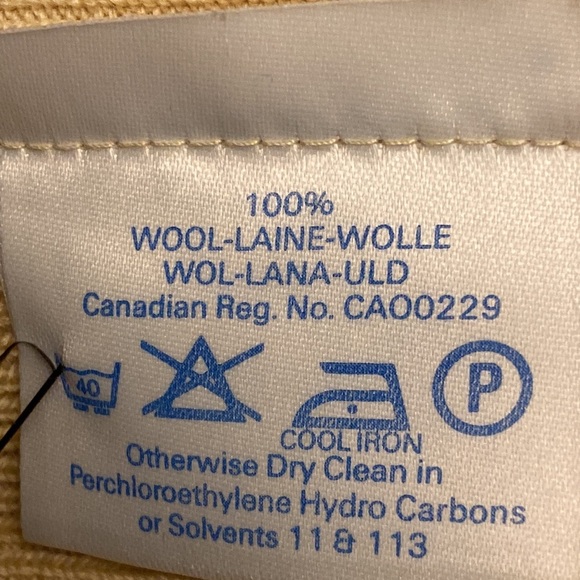 100%
WOOL-LAINE-WOLLE
WOL-LANA-ULD
Canadian Reg. No. CA00229
40
P
COOL IRON
Otherwise Dry Clean in
Perchloroethylene Hydro Carbons
or Solvents 11 & 113